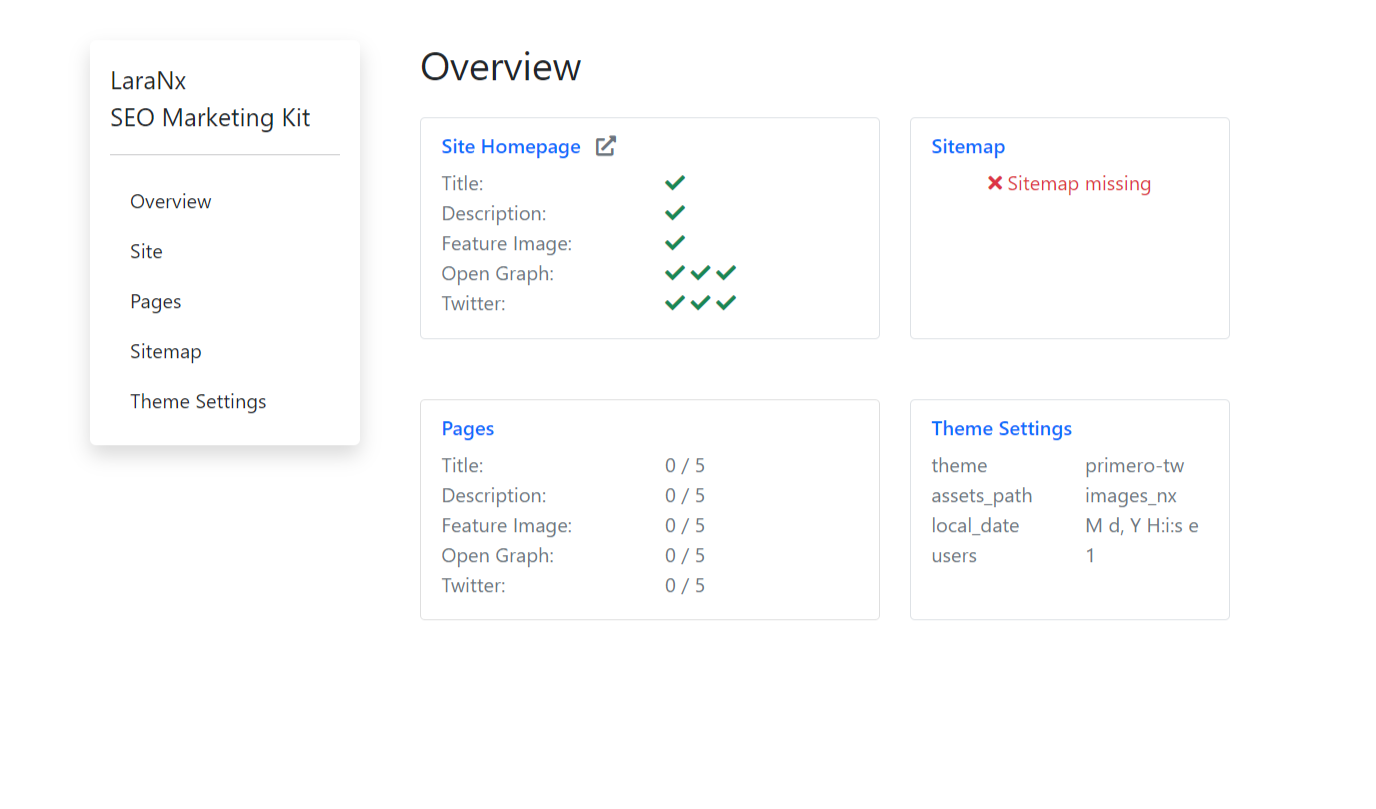 LaraNx
SEO Marketing Kit
Overview
Site
Pages
Sitemap
Theme Settings
Overview
Site Homepage
Title:
Description:
Feature Image:
Open Graph:
Twitter:
Sitemap
Sitemap missing
Pages
Title: 0 / 5
Description: 0 / 5
Feature Image: 0 / 5
Open Graph: 0 / 5
Twitter: 0 / 5
Theme Settings
theme primero-tw
assets_path images_nx
local_date M d, Y H:i:s e
users 1